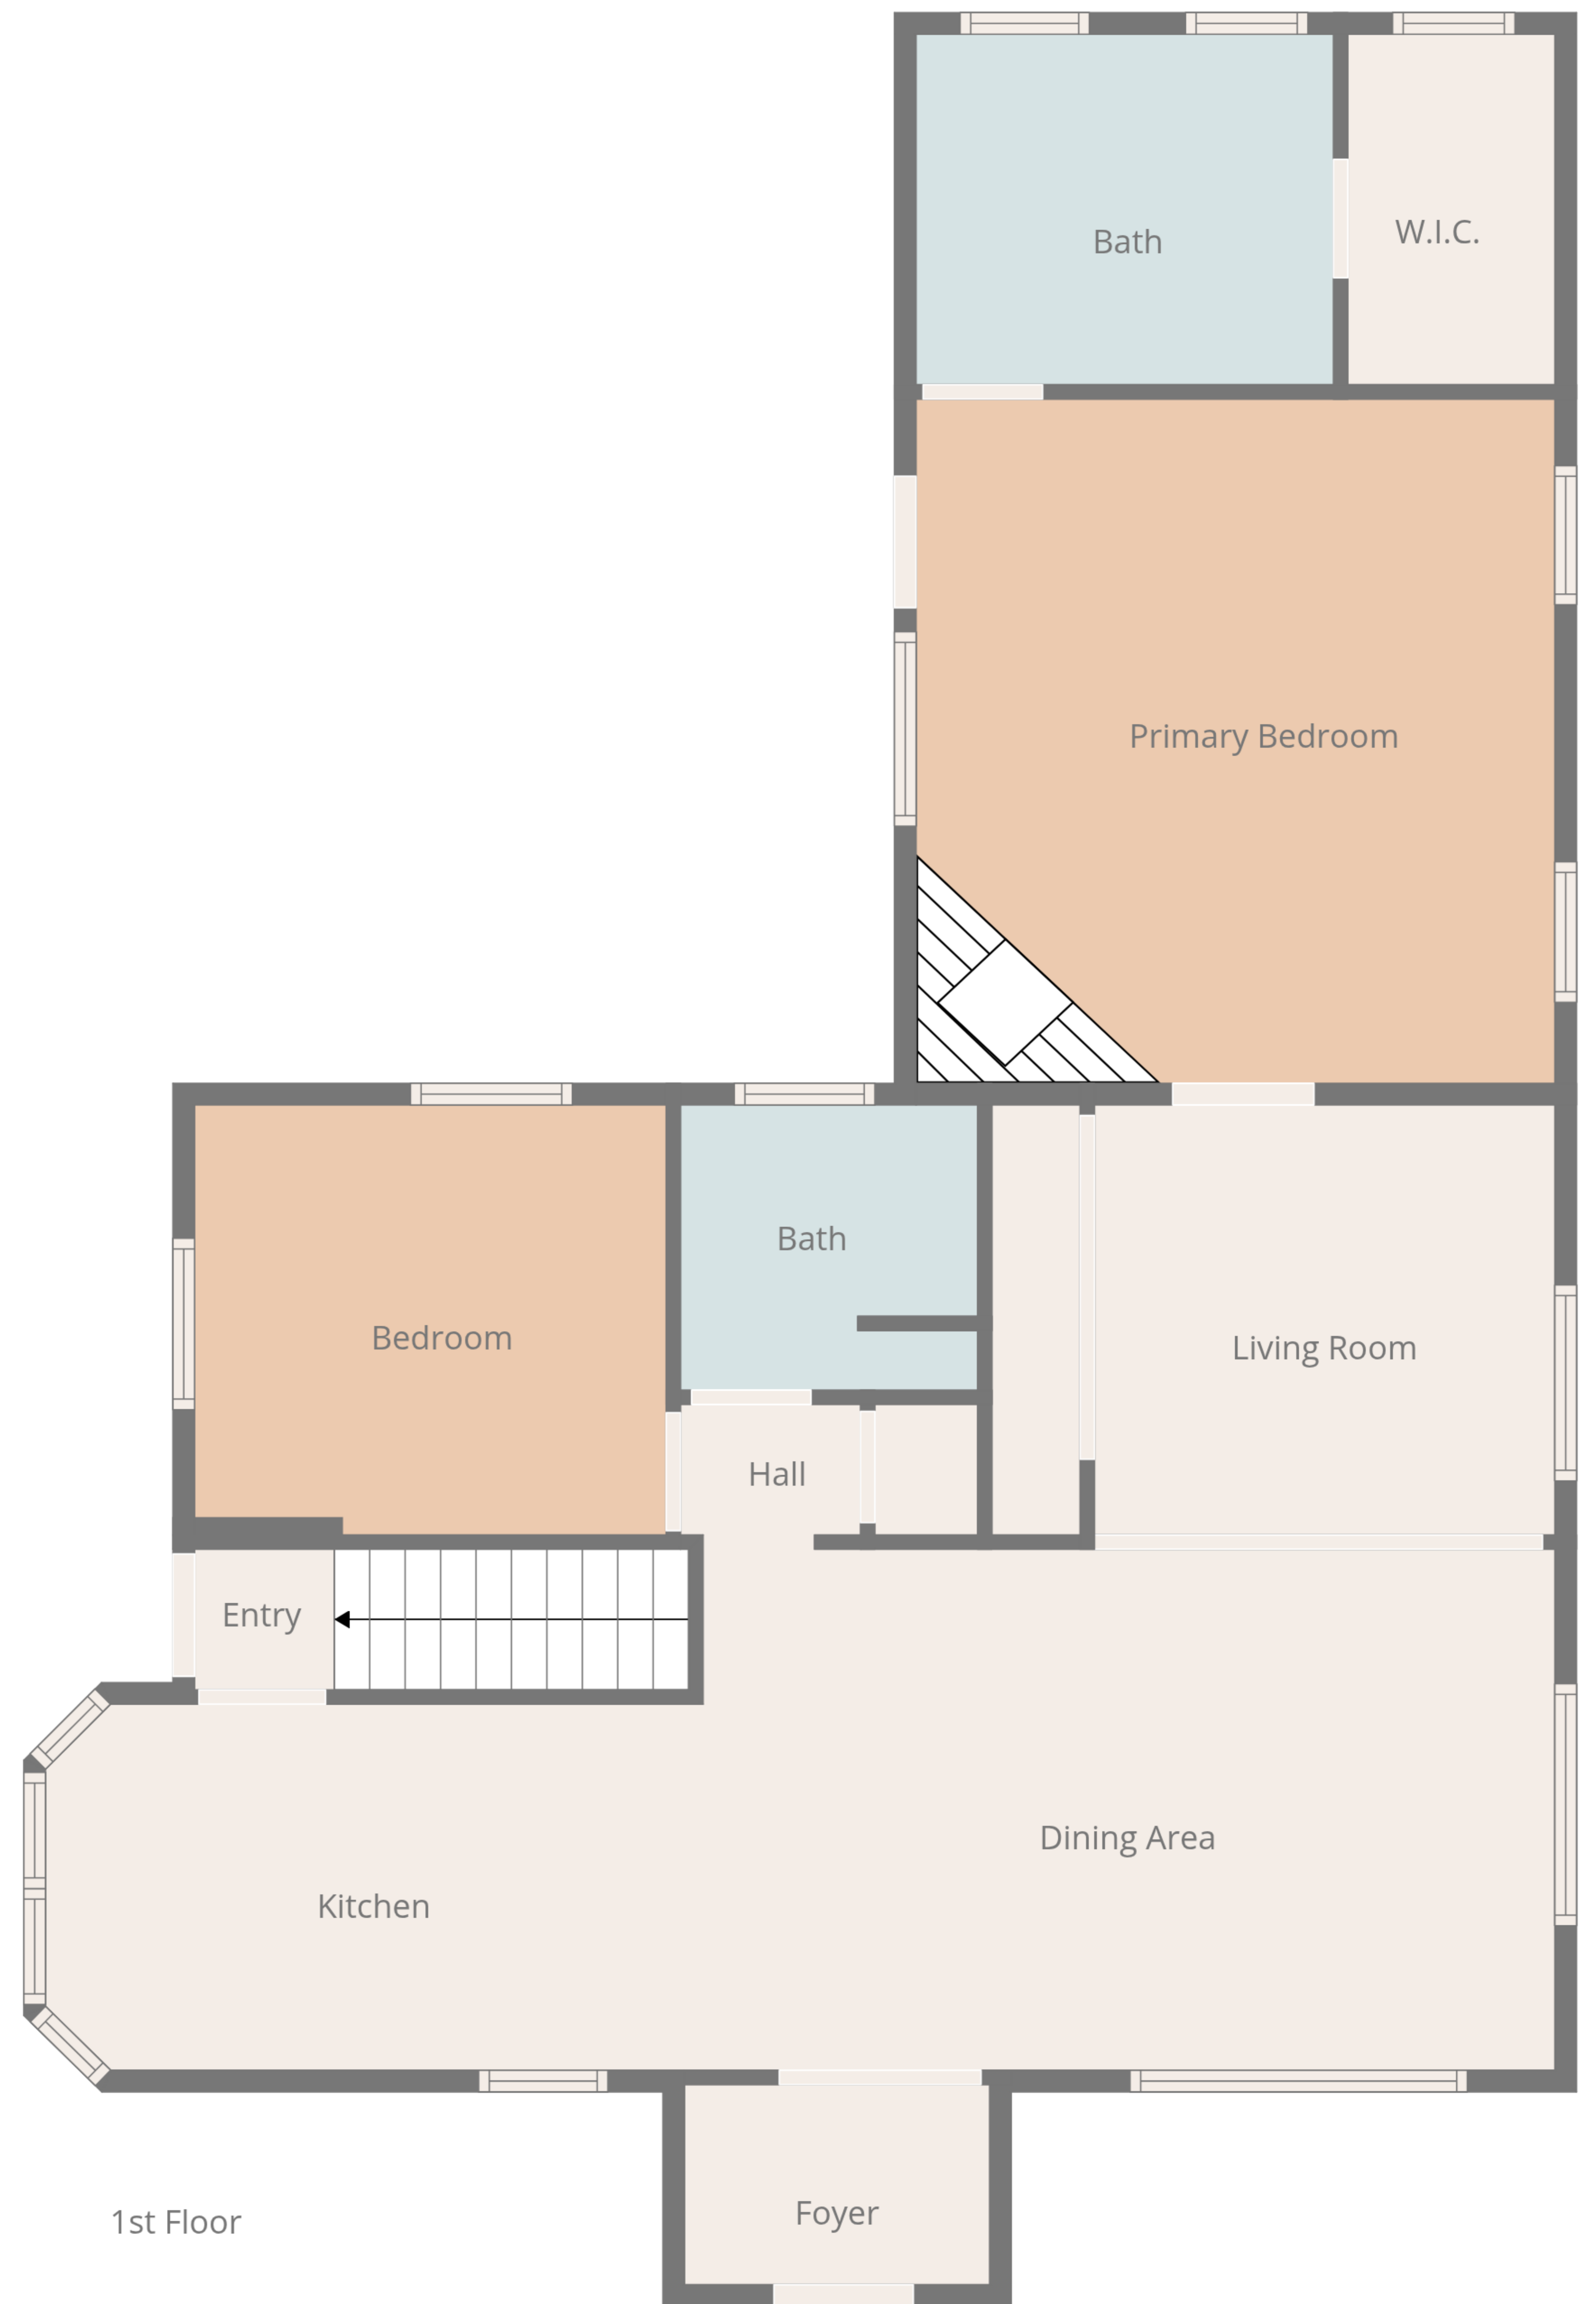 Bath
W.I.C.
Primary Bedroom
Bath
Bedroom
Living Room
Hall
Entry
Dining Area
Kitchen
Foyer
1st Floor